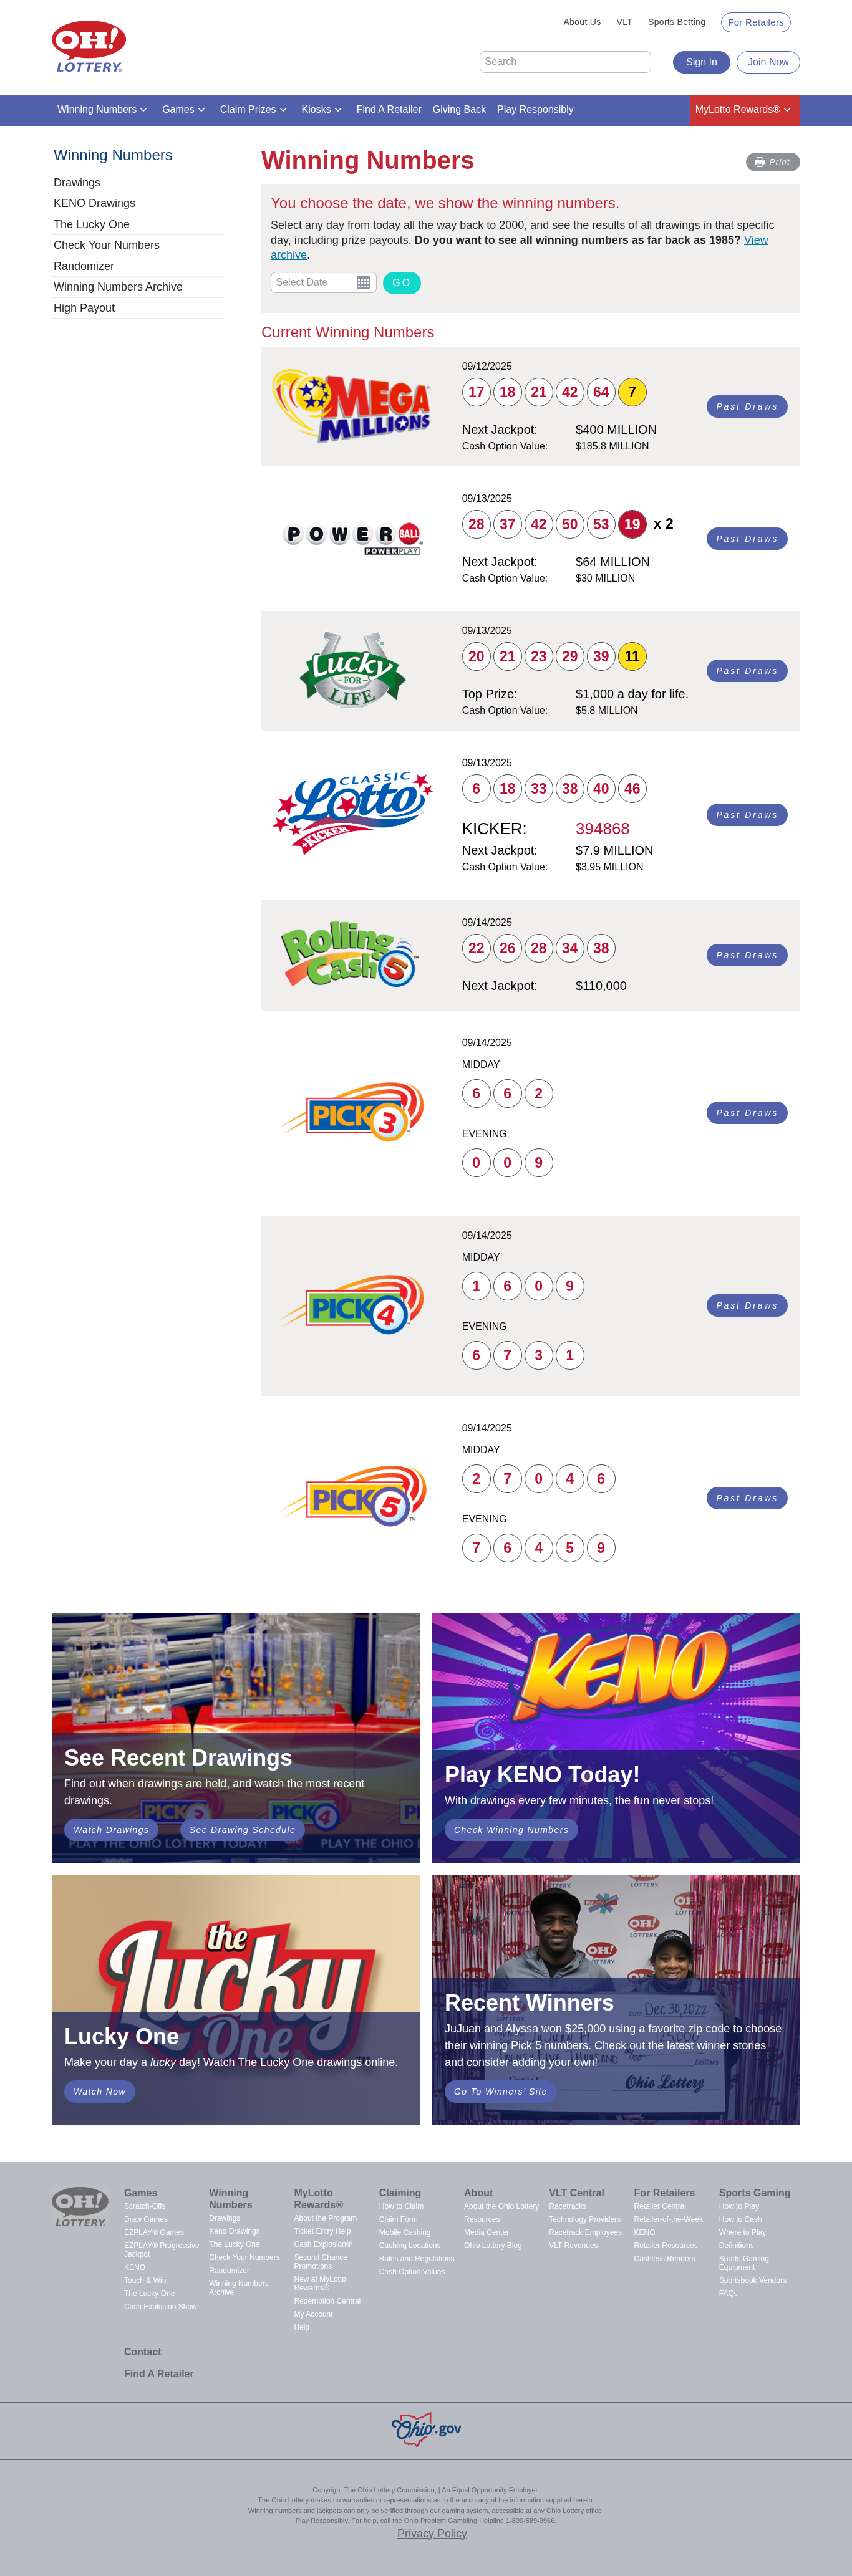 About Us VLT Sports Betting For Retailers
OH!
LOTTERY.
Search Sign In Join Now
Winning Numbers Games Claim Prizes Kiosks Find A Retailer Giving Back Play Responsibly MyLotto Rewards®
Winning Numbers
Drawings
KENO Drawings
The Lucky One
Check Your Numbers
Randomizer
Winning Numbers Archive
High Payout
Winning Numbers
Print
You choose the date, we show the winning numbers.
Select any day from today all the way back to 2000, and see the results of all drawings in that specific
day, including prize payouts. Do you want to see all winning numbers as far back as 1985? View
archive.
Select Date GO
Current Winning Numbers
MEGA MILLIONS
09/12/2025
17 18 21 42 64 7
Next Jackpot: $400 MILLION
Cash Option Value: $185.8 MILLION
Past Draws
POWERBALL
POWER PLAY
09/13/2025
28 37 42 50 53 19 x 2
Next Jackpot: $64 MILLION
Cash Option Value: $30 MILLION
Past Draws
Lucky FOR LIFE
09/13/2025
20 21 23 29 39 11
Top Prize: $1,000 a day for life.
Cash Option Value: $5.8 MILLION
Past Draws
CLASSIC Lotto
+KICKER
09/13/2025
6 18 33 38 40 46
KICKER: 394868
Next Jackpot: $7.9 MILLION
Cash Option Value: $3.95 MILLION
Past Draws
Rolling Cash 5™
09/14/2025
22 26 28 34 38
Next Jackpot: $110,000
Past Draws
PICK 3
09/14/2025
MIDDAY
6 6 2
EVENING
0 0 9
Past Draws
PICK 4
09/14/2025
MIDDAY
1 6 0 9
EVENING
6 7 3 1
Past Draws
PICK 5™
09/14/2025
MIDDAY
2 7 0 4 6
EVENING
7 6 4 5 9
Past Draws
See Recent Drawings
Find out when drawings are held, and watch the most recent
drawings.
Watch Drawings See Drawing Schedule
PLAY THE OHIO LOTTERY TODAY! PLAY THE OHIO LOTTERY
KENO
Play KENO Today!
With drawings every few minutes, the fun never stops!
Check Winning Numbers
the Lucky One
Lucky One
Make your day a lucky day! Watch The Lucky One drawings online.
Watch Now
OH! LOTTERY
Dec 30, 2022
Recent Winners
JuJuan and Alyssa won $25,000 using a favorite zip code to choose
their winning Pick 5 numbers. Check out the latest winner stories
and consider adding your own!
Ohio Lottery
Go To Winners' Site
OH!
LOTTERY.
Games
Scratch-Offs
Draw Games
EZPLAY® Games
EZPLAY® Progressive
Jackpot
KENO
Touch & Win
The Lucky One
Cash Explosion Show
Winning
Numbers
Drawings
Keno Drawings
The Lucky One
Check Your Numbers
Randomizer
Winning Numbers
Archive
MyLotto
Rewards®
About the Program
Ticket Entry Help
Cash Explosion®
Second Chance
Promotions
New at MyLotto
Rewards®
Redemption Central
My Account
Help
Claiming
How to Claim
Claim Form
Mobile Cashing
Cashing Locations
Rules and Regulations
Cash Option Values
About
About the Ohio Lottery
Resources
Media Center
Ohio Lottery Blog
VLT Central
Racetracks
Technology Providers
Racetrack Employees
VLT Revenues
For Retailers
Retailer Central
Retailer-of-the-Week
KENO
Retailer Resources
Cashless Readers
Sports Gaming
How to Play
How to Cash
Where to Play
Definitions
Sports Gaming
Equipment
Sportsbook Vendors
FAQs
Contact
Find A Retailer
Ohio.gov
Copyright The Ohio Lottery Commission, | An Equal Opportunity Employer.
The Ohio Lottery makes no warranties or representations as to the accuracy of the information supplied herein.
Winning numbers and jackpots can only be verified through our gaming system, accessible at any Ohio Lottery office.
Play Responsibly. For help, call the Ohio Problem Gambling Helpline 1-800-589-9966.
Privacy Policy